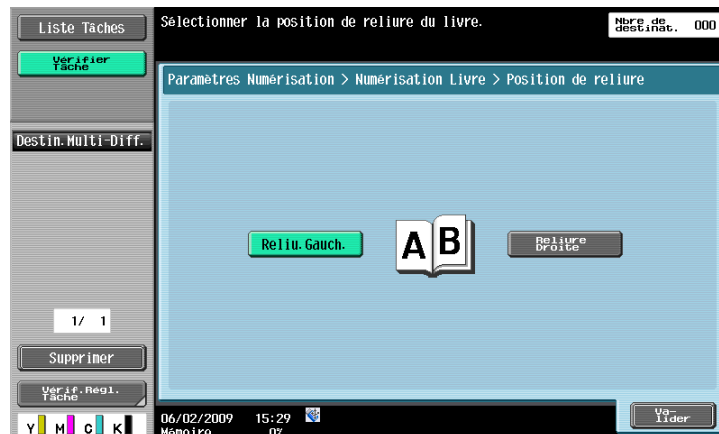 Liste Tâches
Sélectionner la position de reliure du livre.
Nbre de
destinat. 000
Vérifier
Tâche
Paramètres Numérisation > Numérisation Livre > Position de reliure
Destin.Multi-Diff.
Reliu.Gauch.
A B
Reliure
Droite
1/ 1
Supprimer
Vérif.Régl.
Tâche
Y M C K
06/02/2009 15:29
Mémoire 0%
Va-
lider